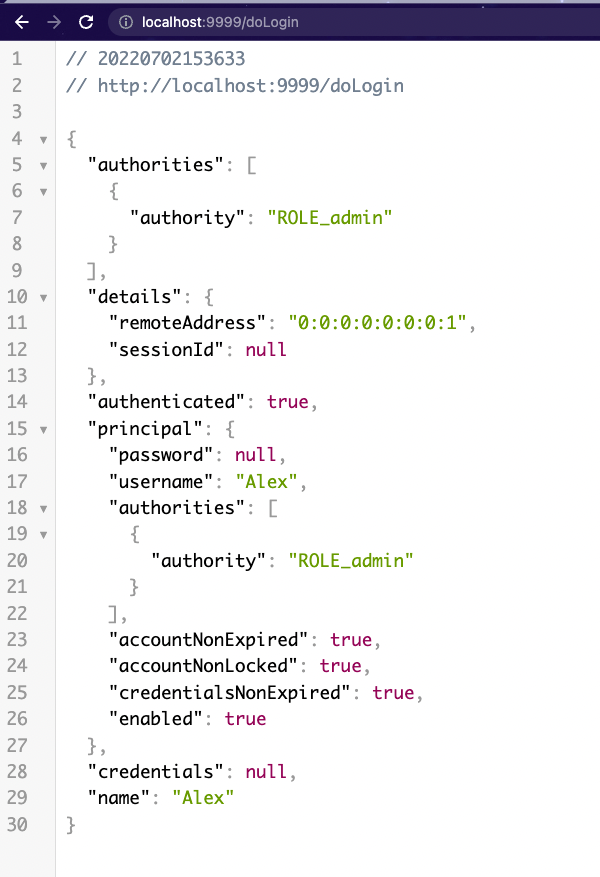 localhost:9999/doLogin
1 // 20220702153633
2 // http://localhost:9999/doLogin
3
4 {
5   "authorities": [
6     {
7       "authority": "ROLE_admin"
8     }
9   ],
10   "details": {
11     "remoteAddress": "0:0:0:0:0:0:0:1",
12     "sessionId": null
13   },
14   "authenticated": true,
15   "principal": {
16     "password": null,
17     "username": "Alex",
18     "authorities": [
19       {
20         "authority": "ROLE_admin"
21       }
22     ],
23     "accountNonExpired": true,
24     "accountNonLocked": true,
25     "credentialsNonExpired": true,
26     "enabled": true
27   },
28   "credentials": null,
29   "name": "Alex"
30 }